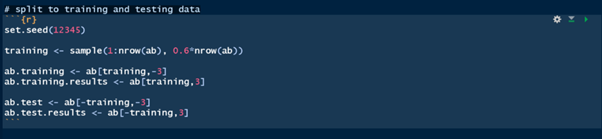 # split to training and testing data
```{r}
set.seed(12345)
training <- sample(1:nrow(ab), 0.6*nrow(ab))
ab.training <- ab[training,-3]
ab.training.results <- ab[training,3]
ab.test <- ab[-training,-3]
ab.test.results <- ab[-training,3]
```